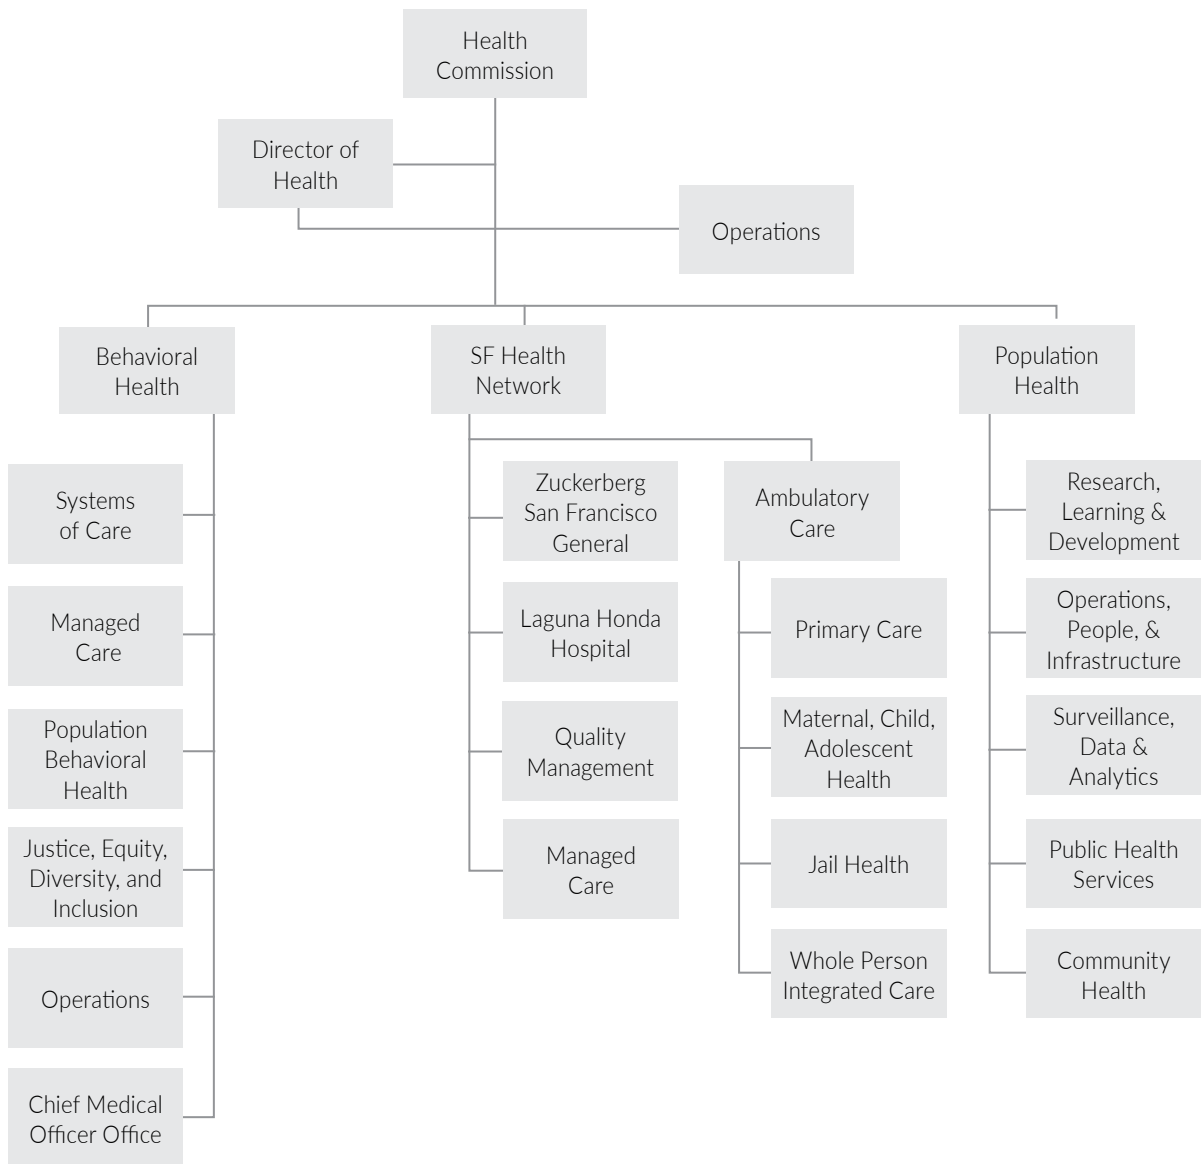 Health
Commission
Director of
Health
Operations
Behavioral
Health
SF Health
Network
Population
Health
Systems
of Care
Managed
Care
Population
Behavioral
Health
Justice, Equity,
Diversity, and
Inclusion
Operations
Chief Medical
Officer Office
Zuckerberg
San Francisco
General
Laguna Honda
Hospital
Quality
Management
Managed
Care
Ambulatory
Care
Primary Care
Maternal, Child,
Adolescent
Health
Jail Health
Whole Person
Integrated Care
Research,
Learning &
Development
Operations,
People, &
Infrastructure
Surveillance,
Data &
Analytics
Public Health
Services
Community
Health